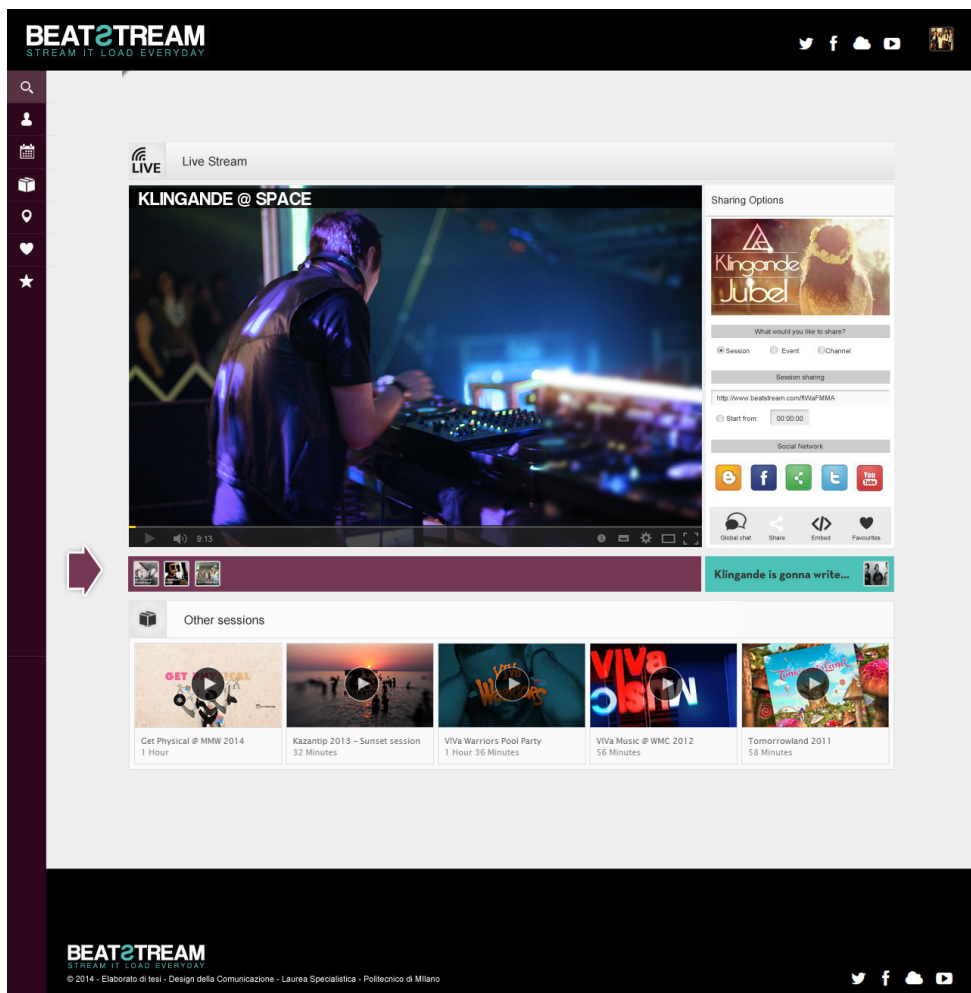 BEATSTREAM
STREAM IT LOAD EVERYDAY
LIVE
Live Stream
KLINGANDE @ SPACE
Sharing Options
Klingande
Jubel
What would you like to share?
Session Event Channel
Session sharing
http://www.beatstream.com/flWaFMMA
Start from: 00:00:00
Social Network
You
Tube
9:13
Global chat Share Embed Favourites
Klingande is gonna write...
Other sessions
GET PHYSICAL
VIVa
WARRIORS
VIVa
MUSIC
Tomorrowland
Get Physical @ MMW 2014
1 Hour
Kazantip 2013 – Sunset session
32 Minutes
VIVa Warriors Pool Party
1 Hour 36 Minutes
VIVa Music @ WMC 2012
56 Minutes
Tomorrowland 2011
58 Minutes
BEATSTREAM
STREAM IT LOAD EVERYDAY
© 2014 - Elaborato di tesi - Design della Comunicazione - Laurea Specialistica - Politecnico di MIlano